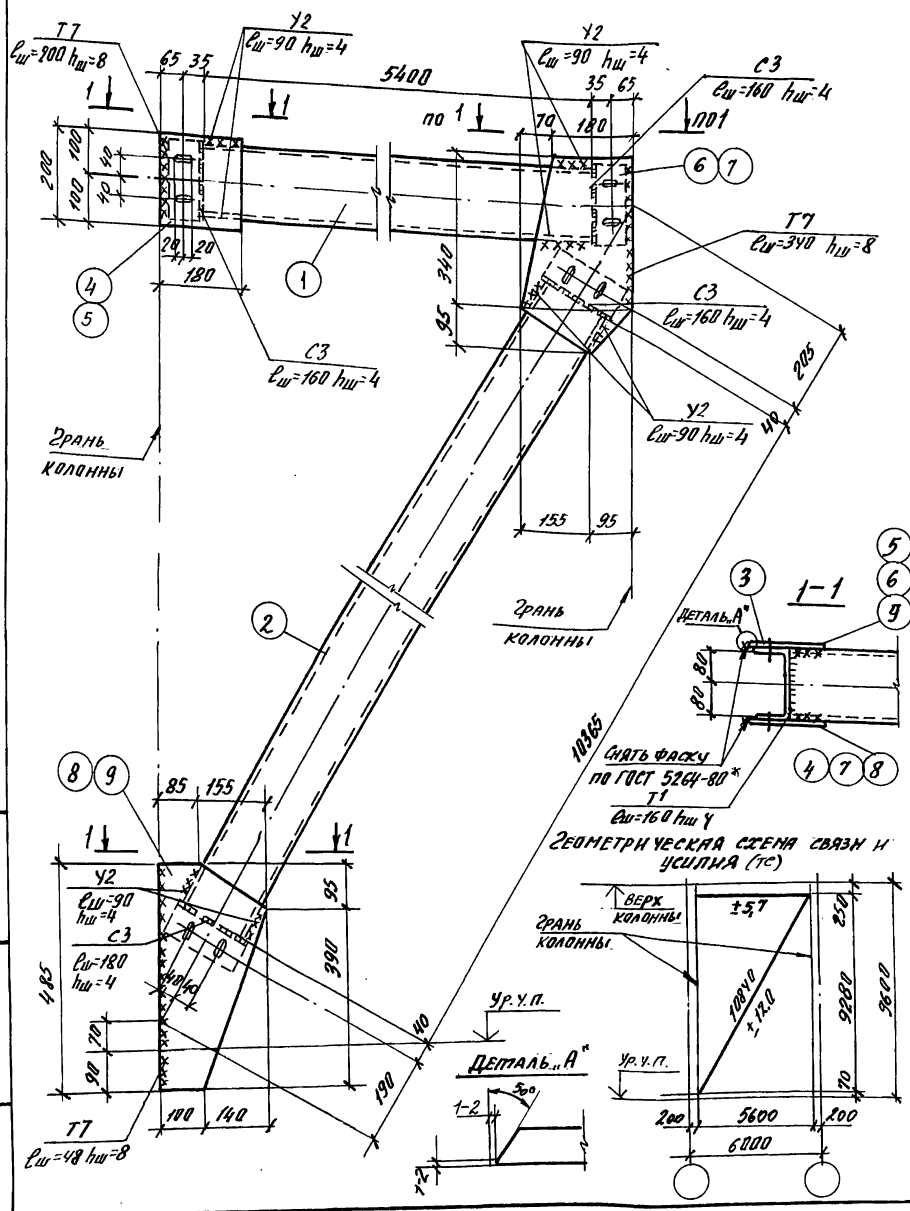 Т7
ℓш=200 hш=8
У2
ℓш=90 hш=4
У2
ℓш=90 hш=4
С3
ℓш=160 hш=4
65
35
5400
35
65
1
1
по 1
по1
70
180
200
100
100
40
40
20
20
180
4
5
1
6
7
340
95
Т7
ℓш=340 hш=8
С3
ℓш=160 hш=4
С3
ℓш=160 hш=4
У2
ℓш=90 hш=4
205
40
Грань
колонны
155
95
Грань
колонны
2
10365
3
1-1
5
6
9
Деталь „А"
80
80
Снять фаску
по ГОСТ 5264-80*
4
7
8
Т1
ℓш=160 hш 4
8
9
85
155
1
1
У2
ℓш=90
hш=4
С3
ℓш=180
hш=4
485
95
390
40
40
70
90
100
140
40
190
Т7
ℓш=48 hш=8
Ур.ч.п.
Деталь „А"
50°
1-2
1-2
Геометрическая схема связи и
усилия (тс)
Верх
колонны
±5,7
Грань
колонны
10840
±12.0
250
9280
9600
70
Ур.ч.п.
200
5600
200
6000